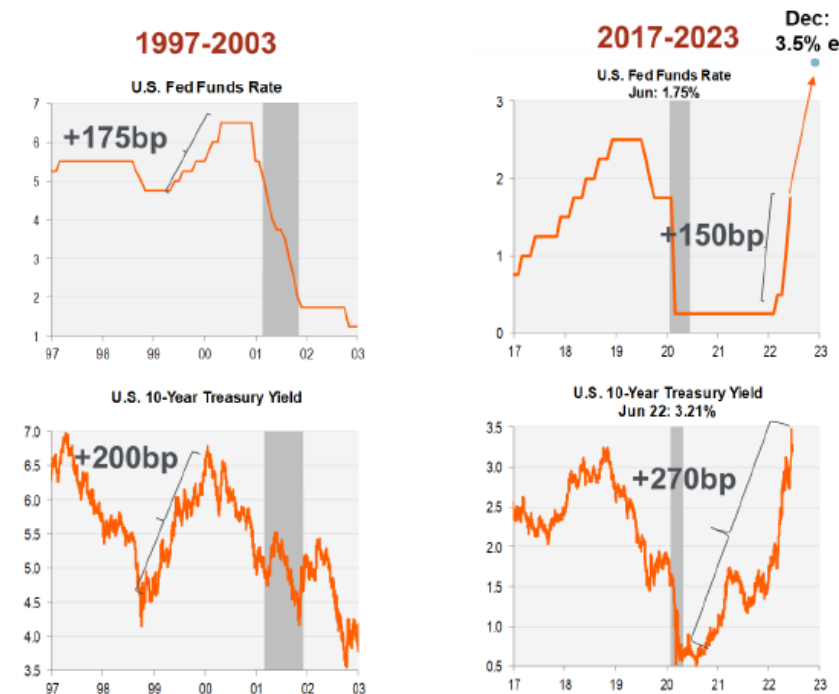 1997-2003
U.S. Fed Funds Rate
7
6
5
4
3
2
1
+175bp
97 98 99 00 01 02 03
2017-2023
Dec:
3.5% e
U.S. Fed Funds Rate
Jun: 1.75%
3
2
1
0
+150bp
17 18 19 20 21 22 23
U.S. 10-Year Treasury Yield
7.0
6.5
6.0
5.5
5.0
4.5
4.0
3.5
+200bp
97 98 99 00 01 02 03
U.S. 10-Year Treasury Yield
Jun 22: 3.21%
3.5
3.0
2.5
2.0
1.5
1.0
0.5
+270bp
17 18 19 20 21 22 23